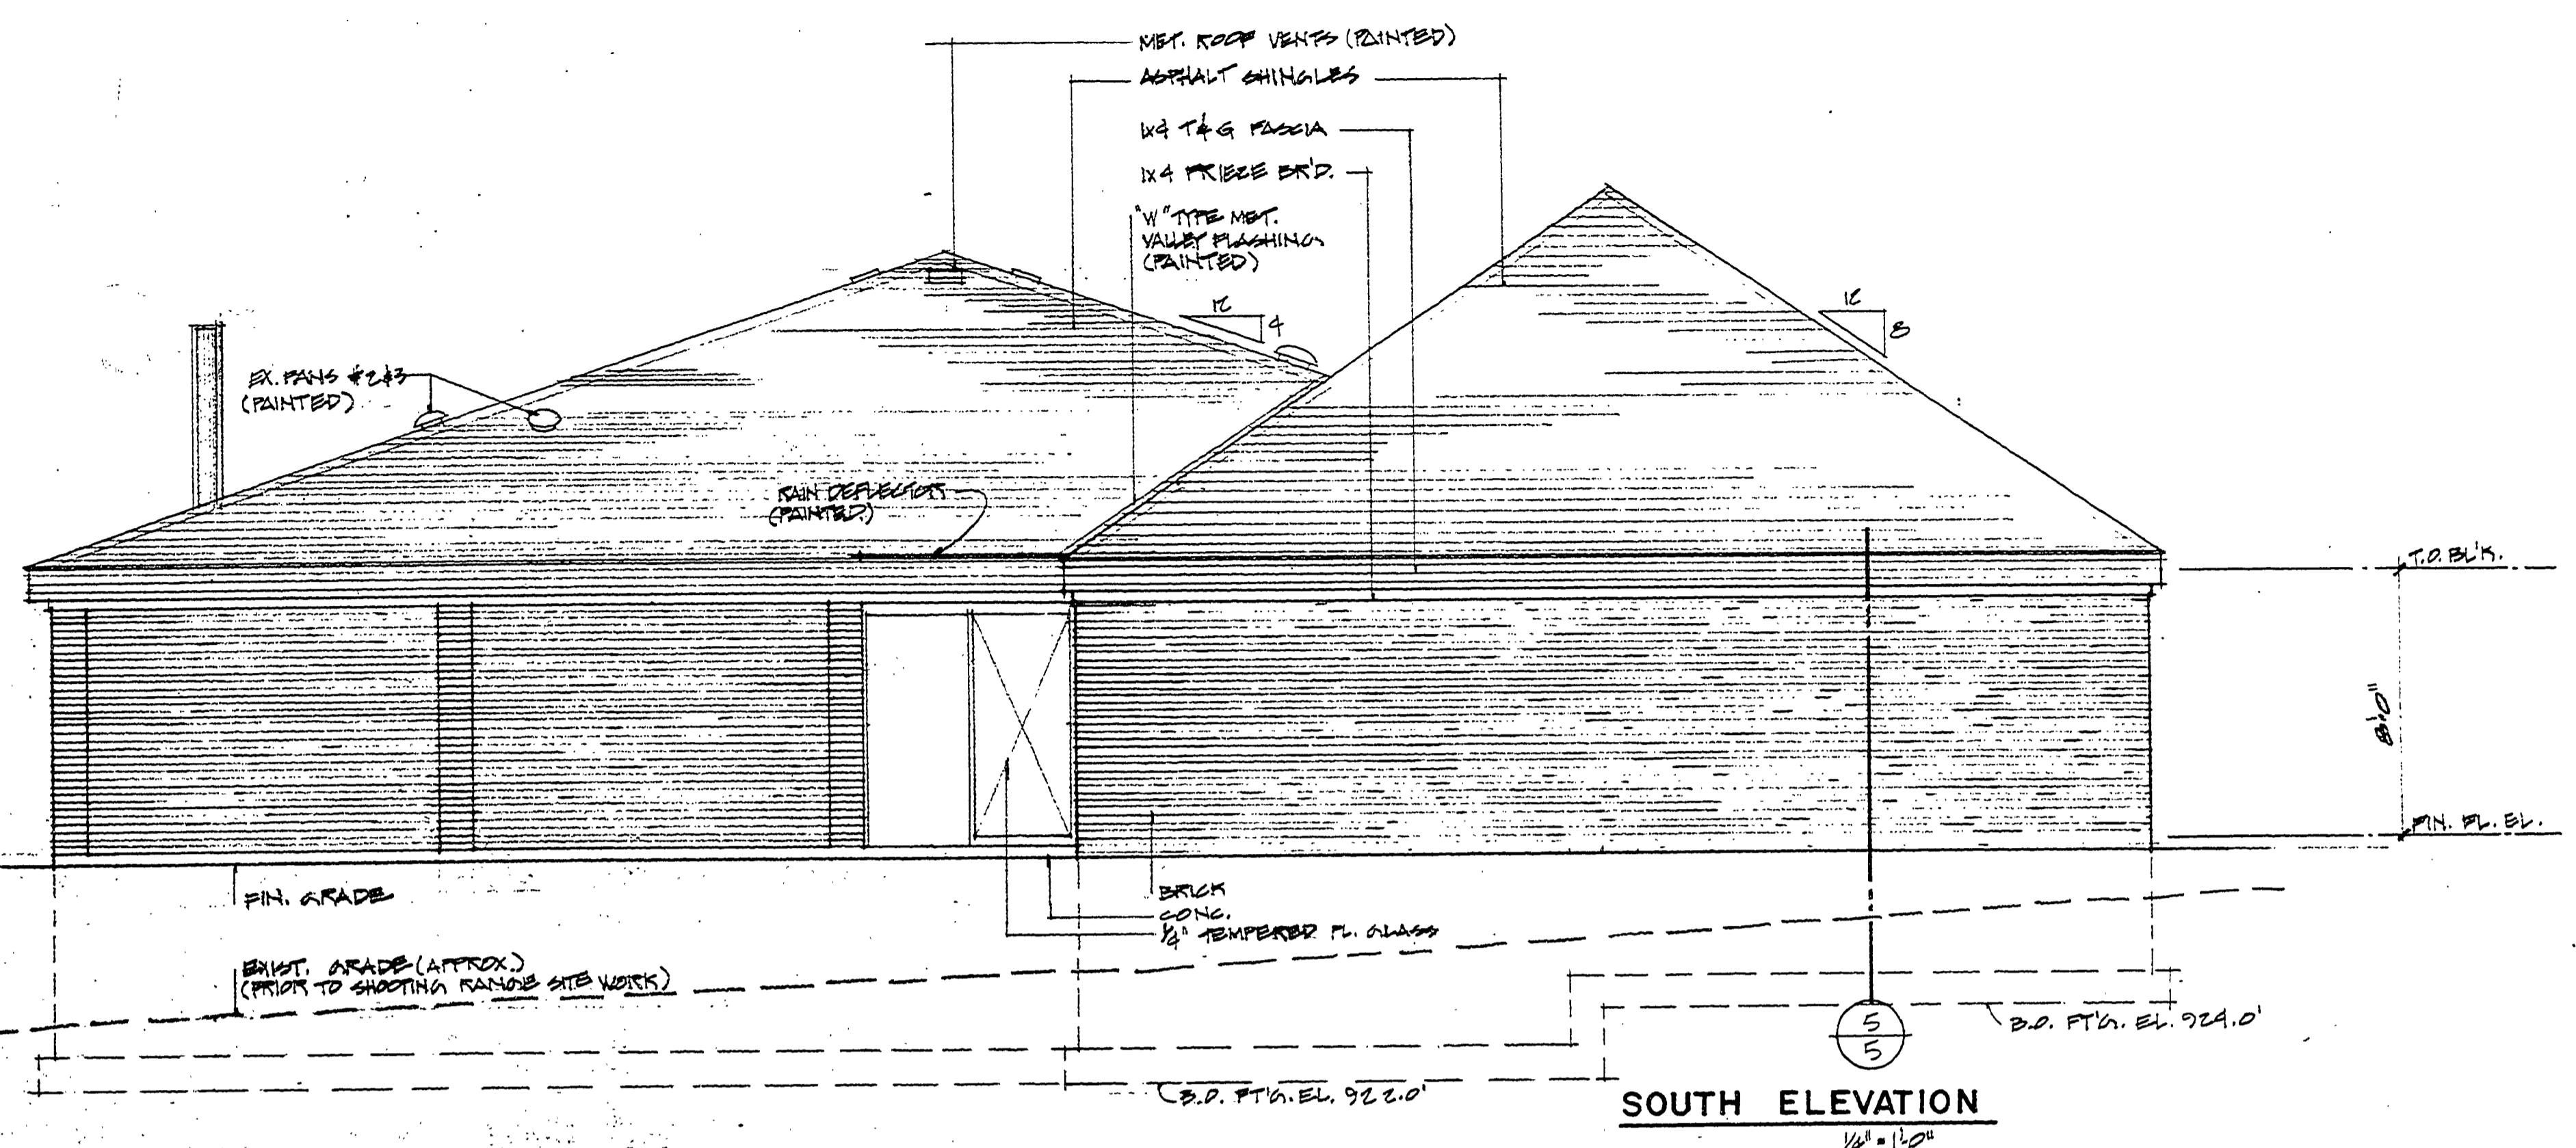 MET. ROOF VENTS (PAINTED)
ASPHALT SHINGLES
1x4 T&G FASCIA
1x4 FRIEZE BR'D.
"W" TYPE MET.
VALLEY FLASHING
(PAINTED)
12
4
12
8
EX. FANS #2&3
(PAINTED)
RAIN DEFLECTOR
(PAINTED)
T.O. BL'K.
8'-0"
FIN. FL. EL.
FIN. GRADE
BRICK
CONC.
1/4" TEMPERED PL. GLASS
EXIST. GRADE (APPROX.)
(PRIOR TO SHOOTING RANGE SITE WORK)
B.O. FT'G. EL. 924.0'
5
5
B.O. FT'G. EL. 922.0'
SOUTH ELEVATION
1/4" = 1'-0"